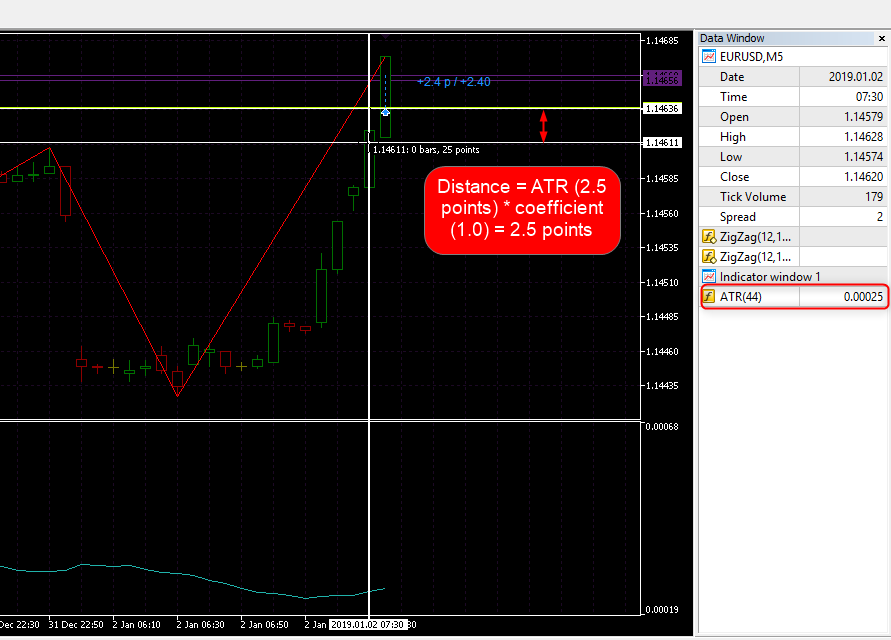 Data Window
EURUSD,M5
Date 2019.01.02
Time 07:30
Open 1.14579
High 1.14628
Low 1.14574
Close 1.14620
Tick Volume 179
Spread 2
ZigZag(12,1...
ZigZag(12,1...
Indicator window 1
ATR(44) 0.00025
1.14685
1.14656
+2.4 p / +2.40
1.14636
1.14611
1.14611: 0 bars, 25 points
Distance = ATR (2.5
points) * coefficient
(1.0) = 2.5 points
1.14585
1.14560
1.14535
1.14510
1.14485
1.14460
1.14435
0.00068
0.00019
Dec 22:30 31 Dec 22:50 2 Jan 06:10 2 Jan 06:30 2 Jan 06:50 2 Jan 2019.01.02 07:30 30